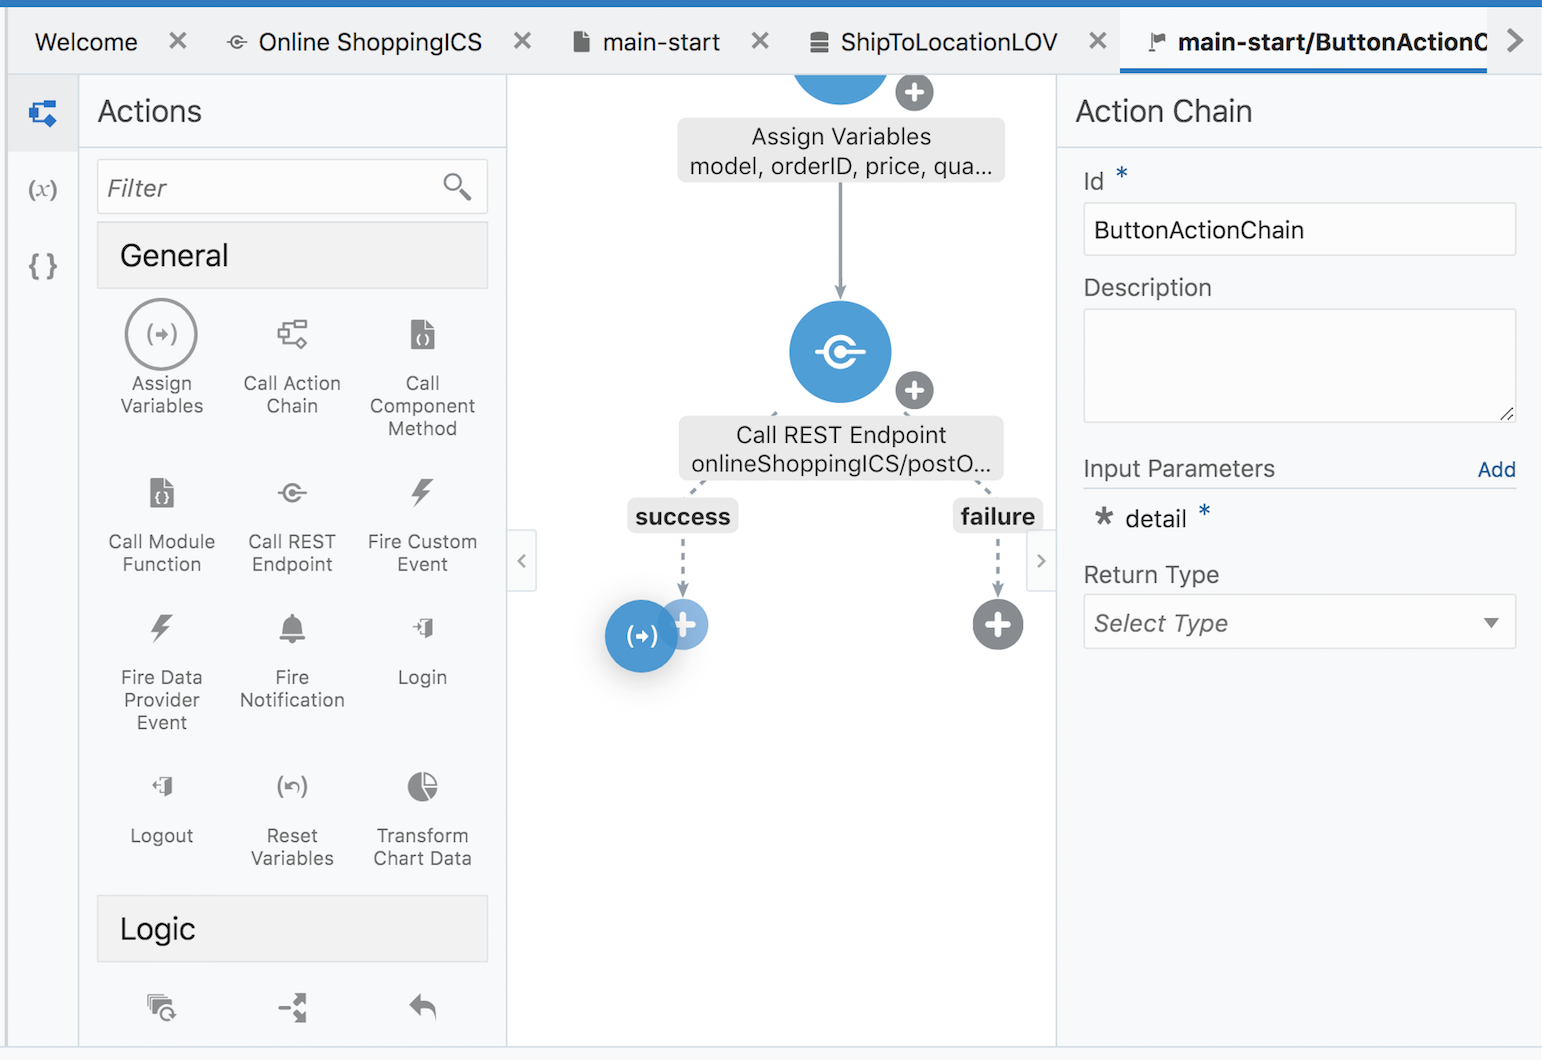 Welcome
Online ShoppingICS
main-start
ShipToLocationLOV
main-start/ButtonActionC
Actions
Filter
General
Assign
Variables
Call Action
Chain
Call
Component
Method
Call Module
Function
Call REST
Endpoint
Fire Custom
Event
Fire Data
Provider
Event
Fire
Notification
Login
Logout
Reset
Variables
Transform
Chart Data
Logic
Assign Variables
model, orderID, price, qua...
Call REST Endpoint
onlineShoppingICS/postO...
success
failure
Action Chain
Id *
ButtonActionChain
Description
Input Parameters
Add
* detail *
Return Type
Select Type